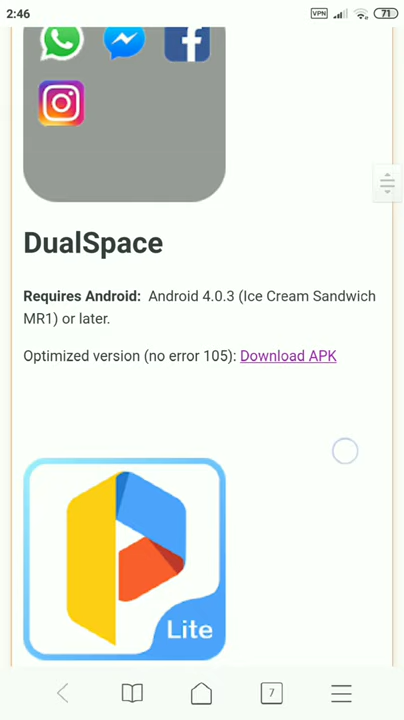 2:46
VPN
71
DualSpace
Requires Android: Android 4.0.3 (Ice Cream Sandwich
MR1) or later.
Optimized version (no error 105): Download APK
Lite
7